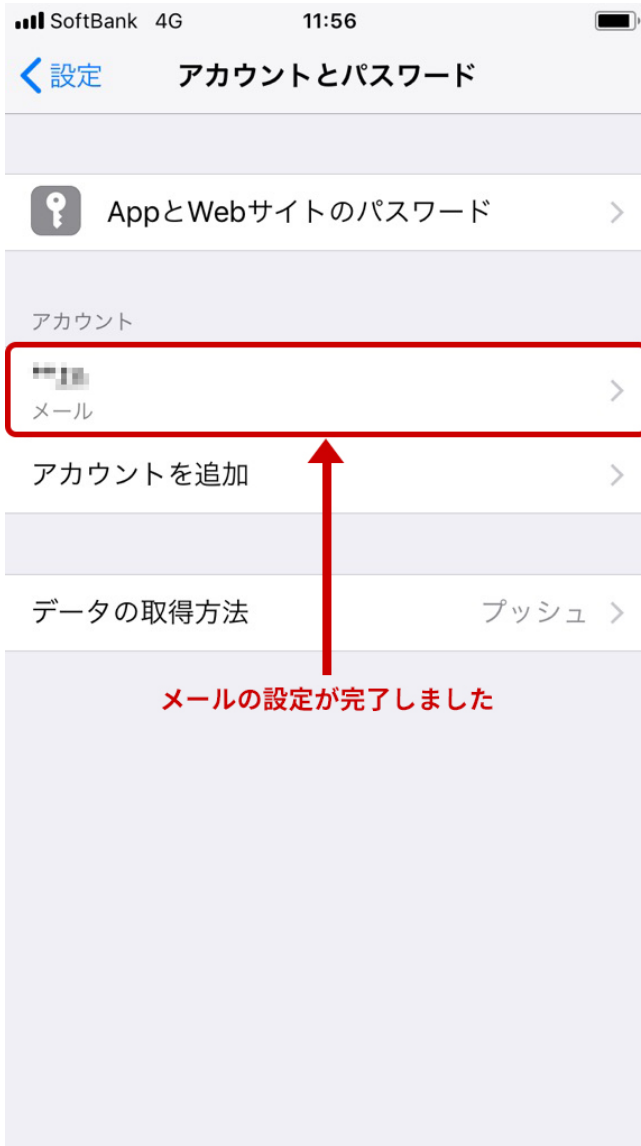 SoftBank 4G 11:56
設定 アカウントとパスワード
AppとWebサイトのパスワード
アカウント
メール
アカウントを追加
データの取得方法 プッシュ
メールの設定が完了しました